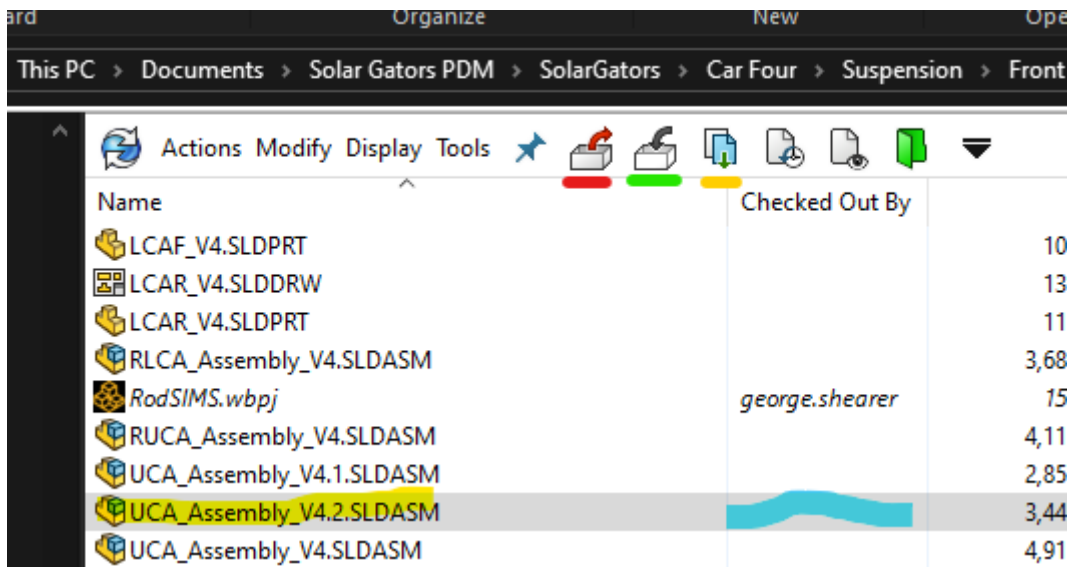 ard Organize New Ope
This PC > Documents > Solar Gators PDM > SolarGators > Car Four > Suspension > Front
Actions Modify Display Tools
Name Checked Out By
LCAF_V4.SLDPRT 10
LCAR_V4.SLDDRW 13
LCAR_V4.SLDPRT 11
RLCA_Assembly_V4.SLDASM 3,68
RodSIMS.wbpj george.shearer 15
RUCA_Assembly_V4.SLDASM 4,11
UCA_Assembly_V4.1.SLDASM 2,85
UCA_Assembly_V4.2.SLDASM 3,44
UCA_Assembly_V4.SLDASM 4,91